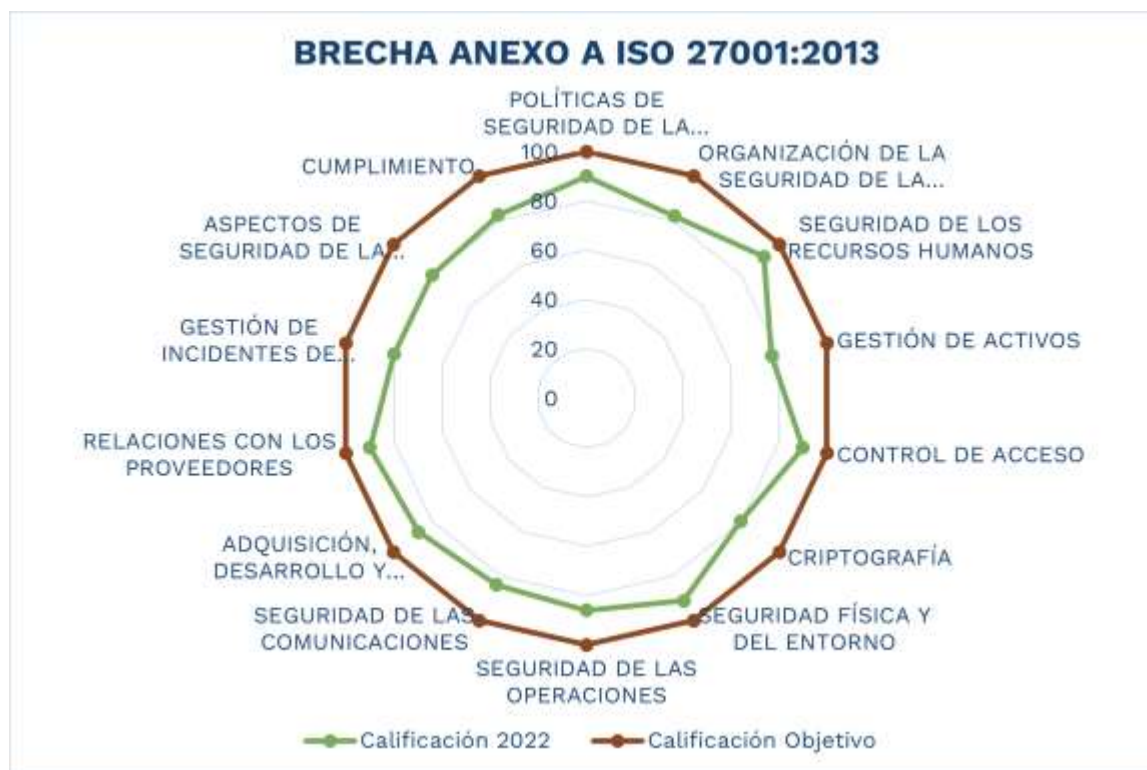 BRECHA ANEXO A ISO 27001:2013
POLÍTICAS DE
SEGURIDAD DE LA...
ORGANIZACIÓN DE LA
SEGURIDAD DE LA...
SEGURIDAD DE LOS
RECURSOS HUMANOS
GESTIÓN DE ACTIVOS
CONTROL DE ACCESO
CRIPTOGRAFÍA
SEGURIDAD FÍSICA Y
DEL ENTORNO
SEGURIDAD DE LAS
OPERACIONES
SEGURIDAD DE LAS
COMUNICACIONES
ADQUISICIÓN,
DESARROLLO Y...
RELACIONES CON LOS
PROVEEDORES
GESTIÓN DE
INCIDENTES DE...
ASPECTOS DE
SEGURIDAD DE LA...
CUMPLIMIENTO
100
80
60
40
20
0
Calificación 2022
Calificación Objetivo